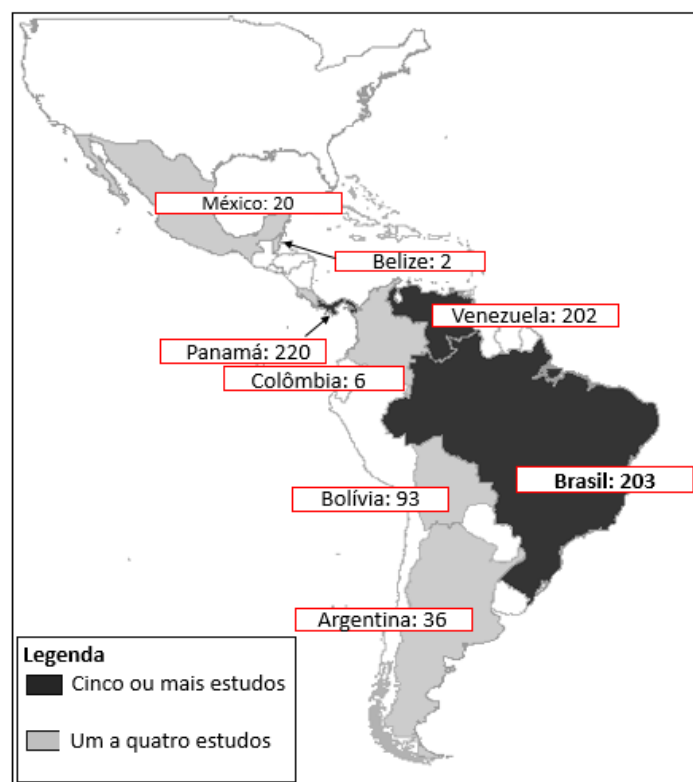 México: 20
Belize: 2
Venezuela: 202
Panamá: 220
Colômbia: 6
Brasil: 203
Bolívia: 93
Argentina: 36
Legenda
Cinco ou mais estudos
Um a quatro estudos